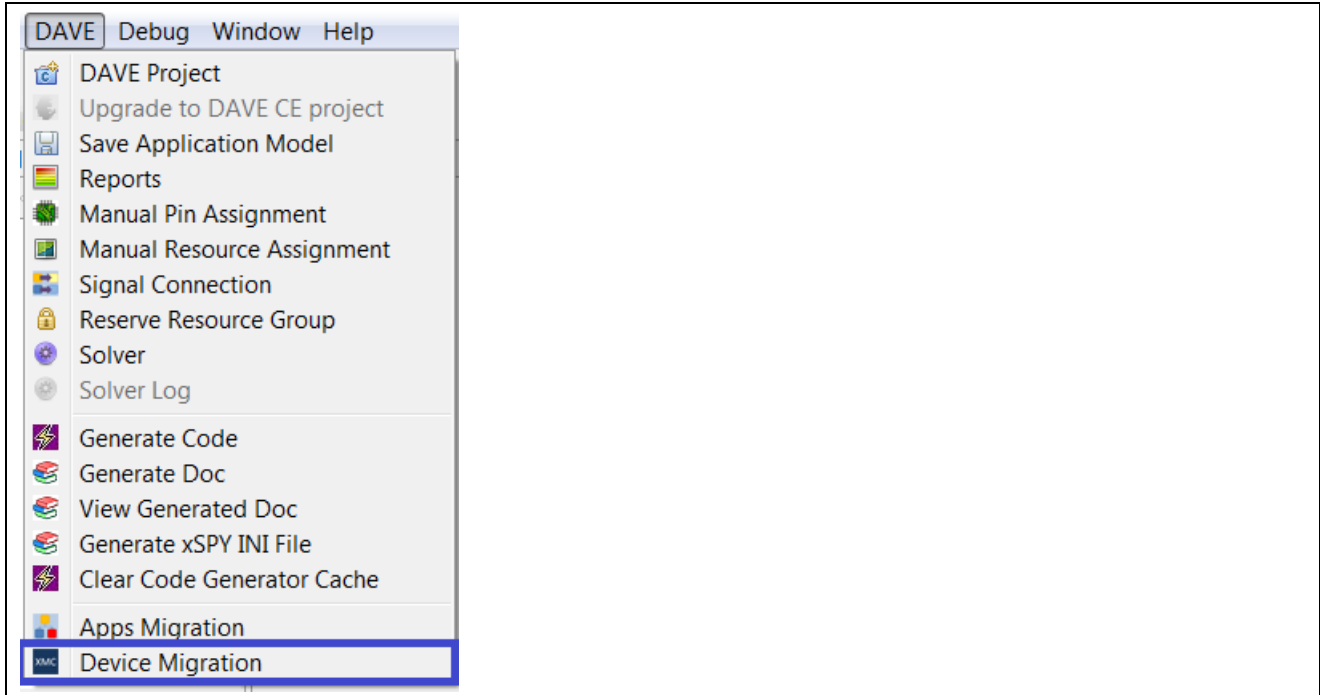 DAVE Debug Window Help
DAVE Project
Upgrade to DAVE CE project
Save Application Model
Reports
Manual Pin Assignment
Manual Resource Assignment
Signal Connection
Reserve Resource Group
Solver
Solver Log
Generate Code
Generate Doc
View Generated Doc
Generate xSPY INI File
Clear Code Generator Cache
Apps Migration
XMC Device Migration